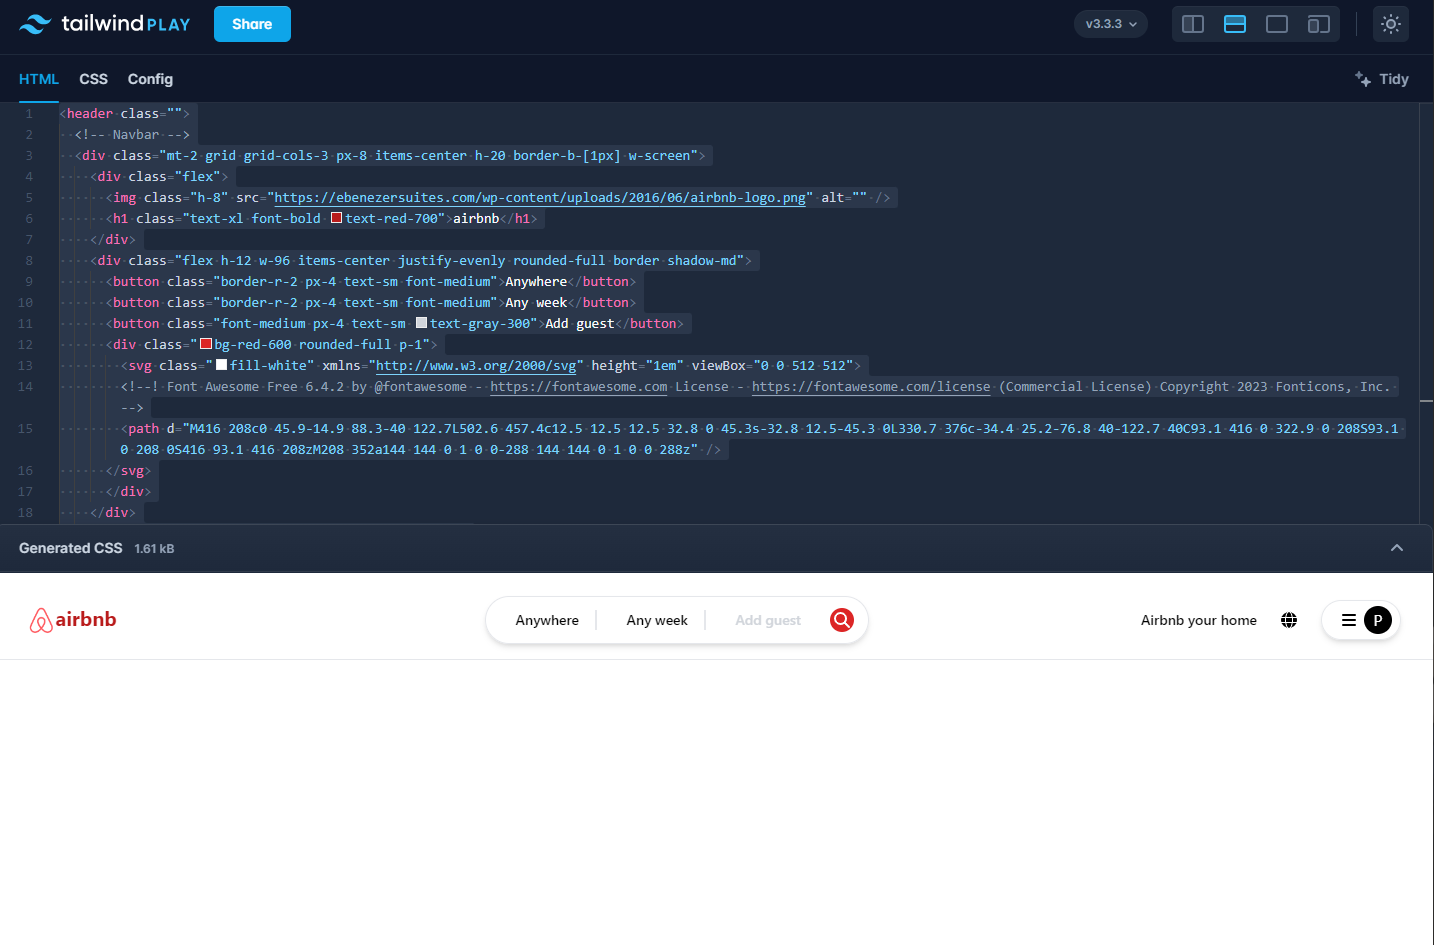 tailwind PLAY
Share
v3.3.3
HTML CSS Config
Tidy
1 <header class="">
2 <!-- Navbar -->
3 <div class="mt-2 grid grid-cols-3 px-8 items-center h-20 border-b-[1px] w-screen">
4 <div class="flex">
5 <img class="h-8" src="https://ebenezersuites.com/wp-content/uploads/2016/06/airbnb-logo.png" alt="" />
6 <h1 class="text-xl font-bold text-red-700">airbnb</h1>
7 </div>
8 <div class="flex h-12 w-96 items-center justify-evenly rounded-full border shadow-md">
9 <button class="border-r-2 px-4 text-sm font-medium">Anywhere</button>
10 <button class="border-r-2 px-4 text-sm font-medium">Any week</button>
11 <button class="font-medium px-4 text-sm text-gray-300">Add guest</button>
12 <div class="bg-red-600 rounded-full p-1">
13 <svg class="fill-white" xmlns="http://www.w3.org/2000/svg" height="1em" viewBox="0 0 512 512">
14 <!--! Font Awesome Free 6.4.2 by @fontawesome - https://fontawesome.com License - https://fontawesome.com/license (Commercial License) Copyright 2023 Fonticons, Inc.
-->
15 <path d="M416 208c0 45.9-14.9 88.3-40 122.7L502.6 457.4c12.5 12.5 12.5 32.8 0 45.3s-32.8 12.5-45.3 0L330.7 376c-34.4 25.2-76.8 40-122.7 40C93.1 416 0 322.9 0 208S93.1
0 208 0S416 93.1 416 208zM208 352a144 144 0 1 0 0-288 144 144 0 1 0 0 288z" />
16 </svg>
17 </div>
18 </div>
Generated CSS 1.61 kB
airbnb
Anywhere
Any week
Add guest
Airbnb your home
P